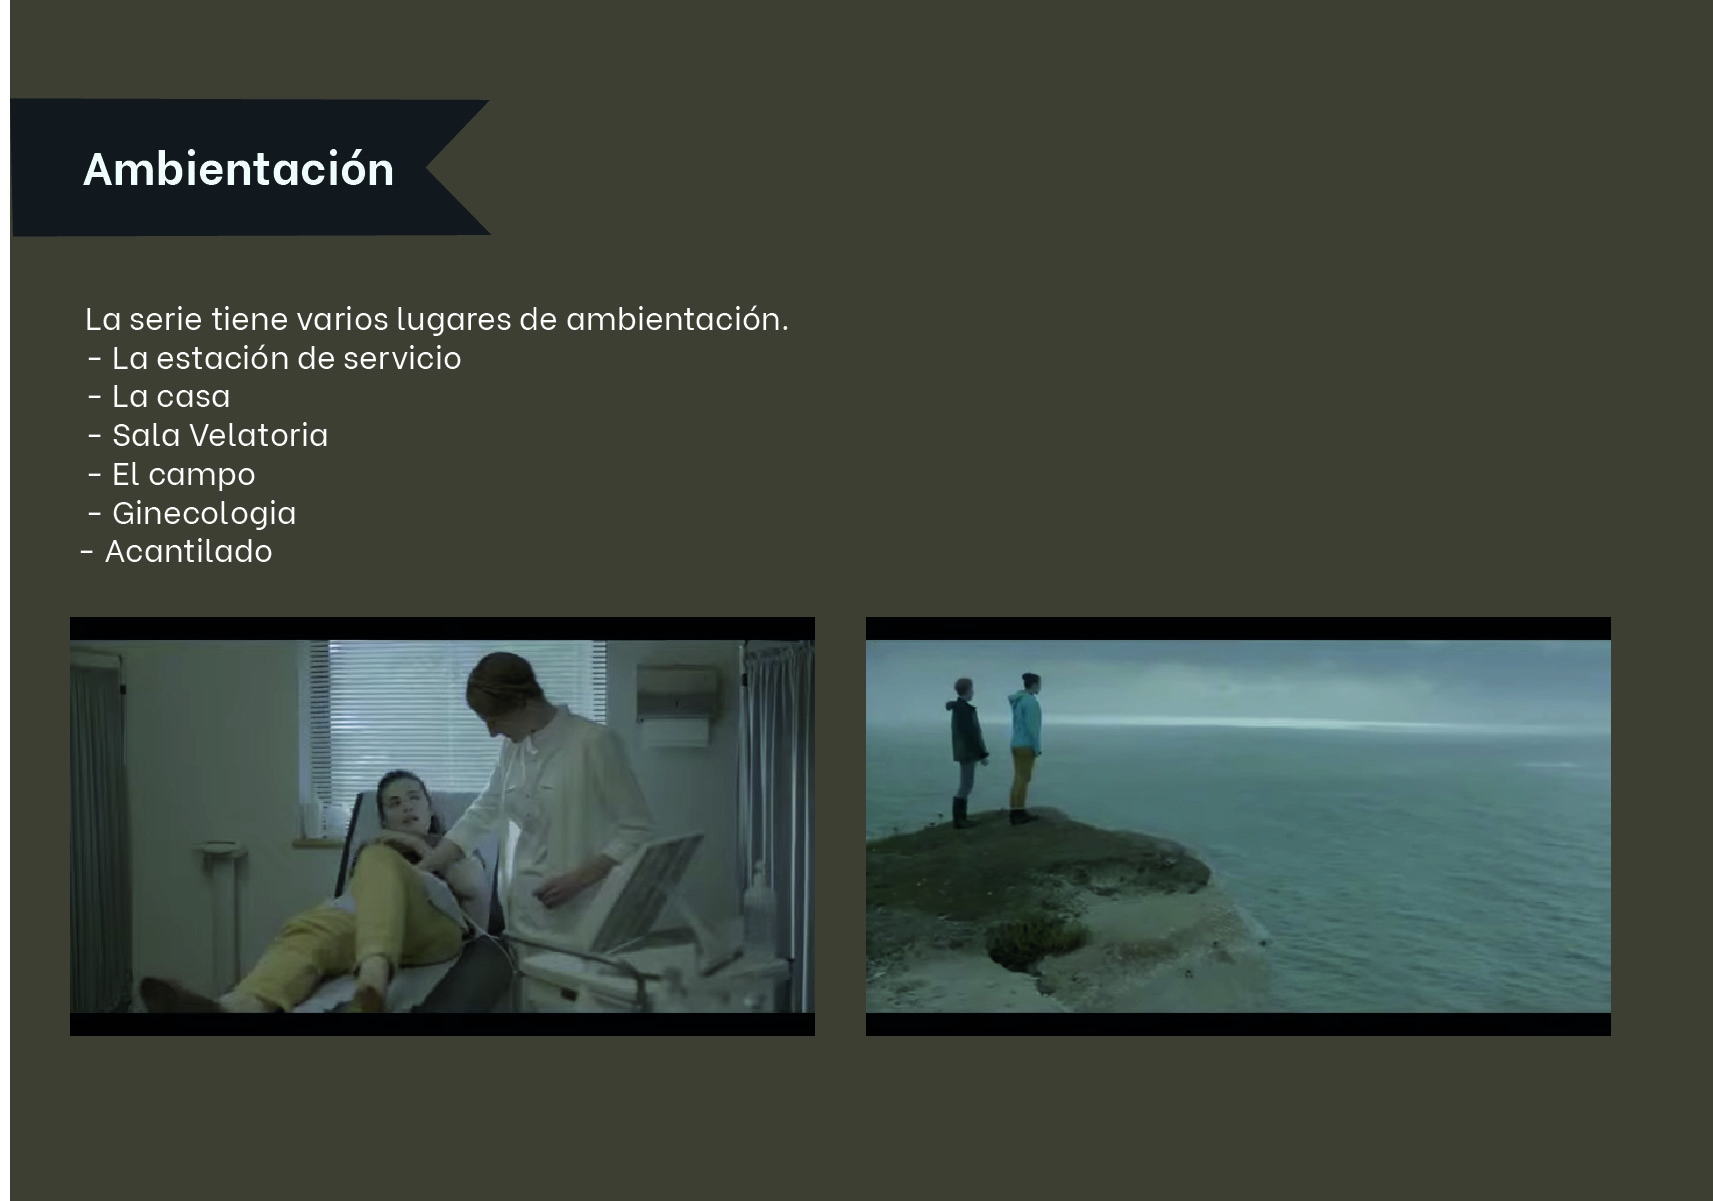 Ambientación
La serie tiene varios lugares de ambientación.
- La estación de servicio
- La casa
- Sala Velatoria
- El campo
- Ginecologia
- Acantilado